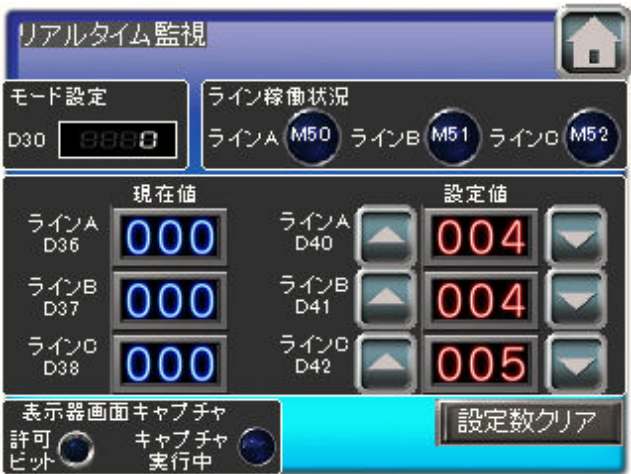 リアルタイム監視
モード設定
D30 0
ライン稼働状況
ラインA M50 ラインB M51 ラインC M52
現在値 設定値
ラインA
D36
000
ラインA
D40
004
ラインB
D37
000
ラインB
D41
004
ラインC
D38
000
ラインC
D42
005
表示器画面キャプチャ
許可
ビット
キャプチャ
実行中
設定数クリア